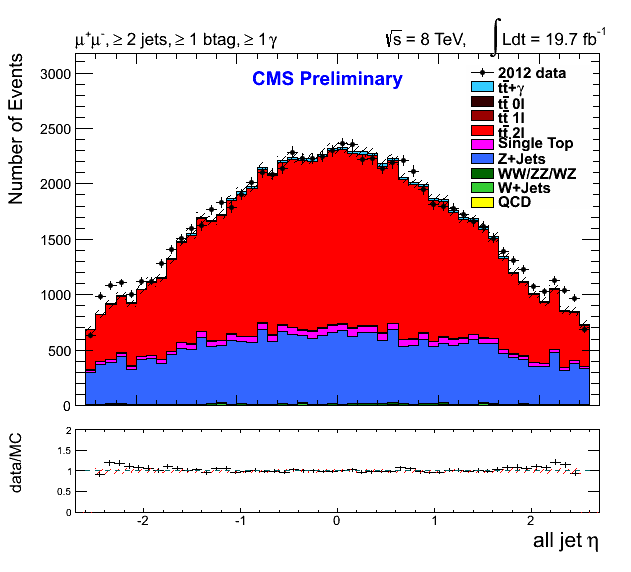 μ⁺μ⁻, ≥ 2 jets, ≥ 1 btag, ≥ 1 γ √s = 8 TeV, ∫ Ldt = 19.7 fb⁻¹
CMS Preliminary
2012 data
tt̄+γ
tt̄ 0l
tt̄ 1l
tt̄ 2l
Single Top
Z+Jets
WW/ZZ/WZ
W+Jets
QCD
Number of Events
3000
2500
2000
1500
1000
500
0
data/MC
2
1.5
1
0.5
0
-2 -1 0 1 2
all jet η